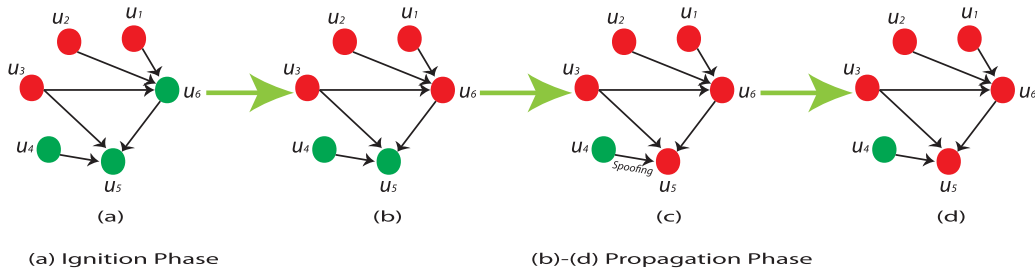 u2 u1 u3 u6 u4 u5
u2 u1 u3 u6 u4 u5
u2 u1 u3 u6 u4 Spoofing u5
u2 u1 u3 u6 u4 u5
(a) (b) (c) (d)
(a) Ignition Phase (b)-(d) Propagation Phase